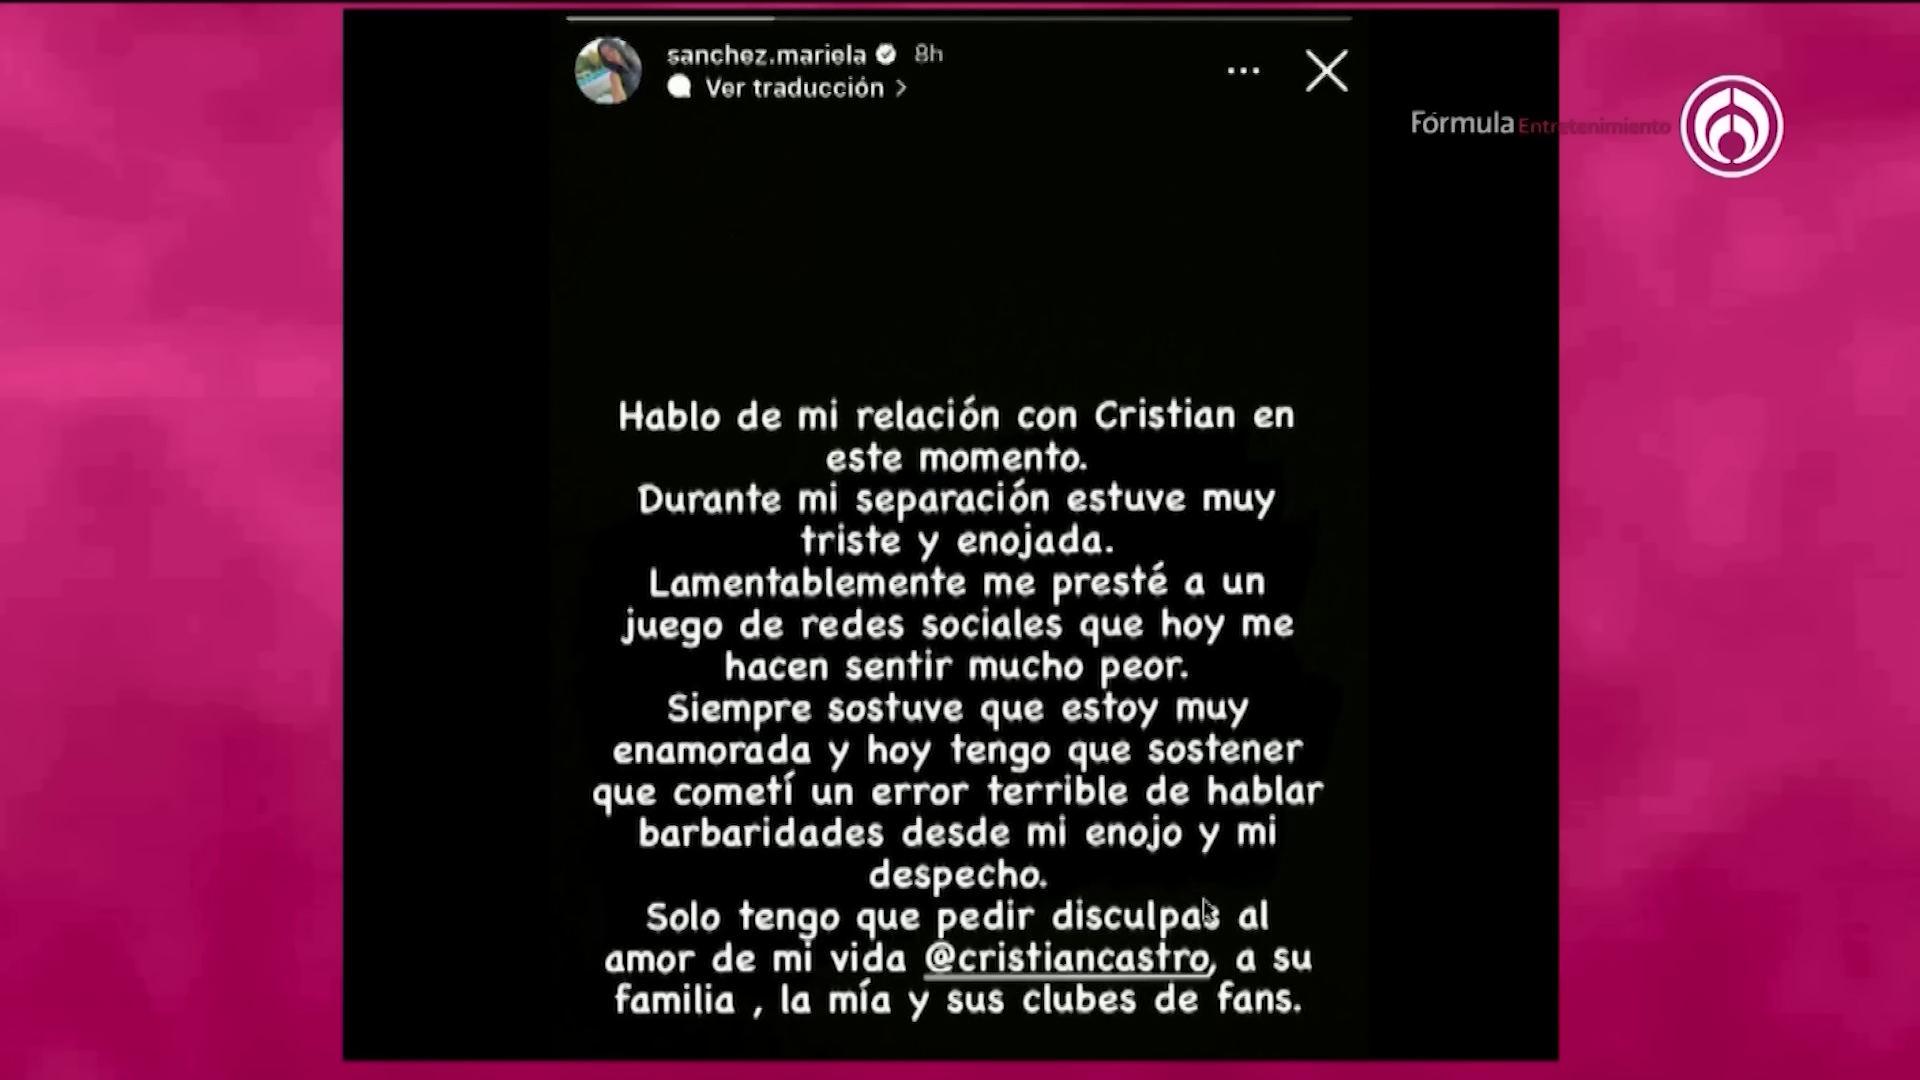 sanchez.mariela 8h
Ver traducción >
Fórmula Entretenimiento
Hablo de mi relación con Cristian en
este momento.
Durante mi separación estuve muy
triste y enojada.
Lamentablemente me presté a un
juego de redes sociales que hoy me
hacen sentir mucho peor.
Siempre sostuve que estoy muy
enamorada y hoy tengo que sostener
que cometí un error terrible de hablar
barbaridades desde mi enojo y mi
despecho.
Solo tengo que pedir disculpas al
amor de mi vida @cristiancastro, a su
familia , la mía y sus clubes de fans.